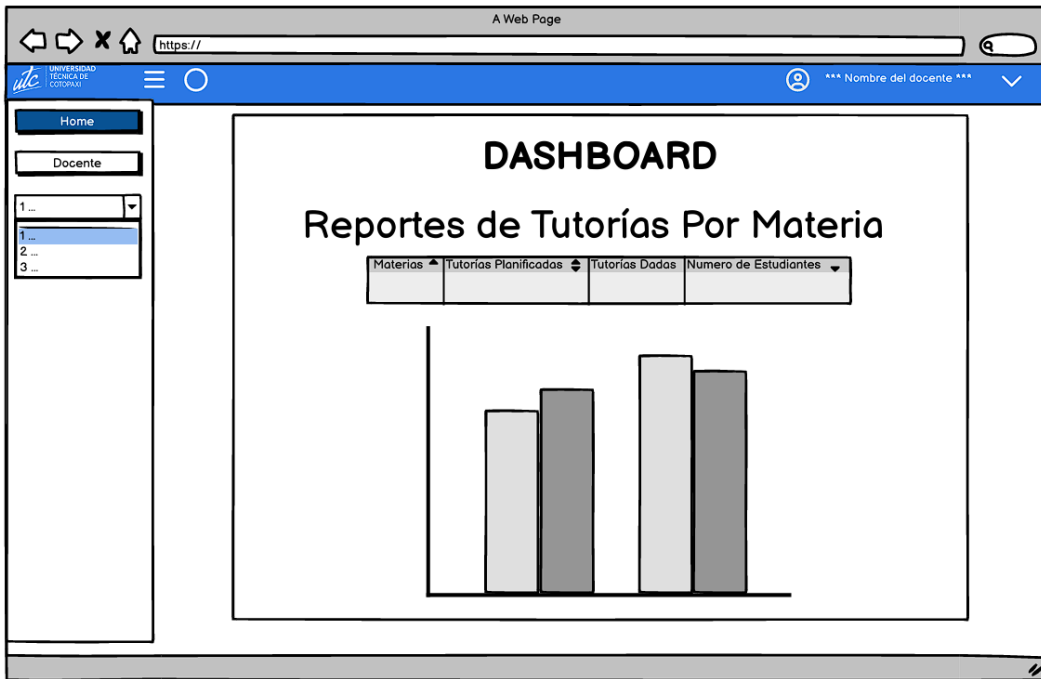 A Web Page
https://
utc UNIVERSIDAD
TÉCNICA DE
COTOPAXI
*** Nombre del docente ***
Home
Docente
1 ...
1 ...
2 ...
3 ...
DASHBOARD
Reportes de Tutorías Por Materia
Materias Tutorías Planificadas Tutorías Dadas Numero de Estudiantes